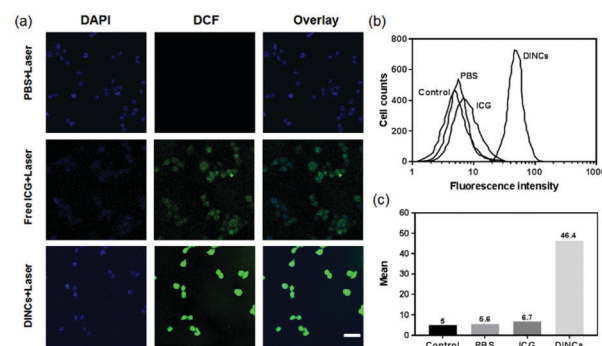 (a)
DAPI
DCF
Overlay
PBS+Laser
Free ICG+Laser
DINCs+Laser
(b)
800
600
400
200
0
Cell counts
Control
PBS
ICG
DINCs
1
10
100
1000
Fluorescence intensity
(c)
60
50
40
30
20
10
0
Mean
5
5.6
6.7
46.4
Control
PBS
ICG
DINCs